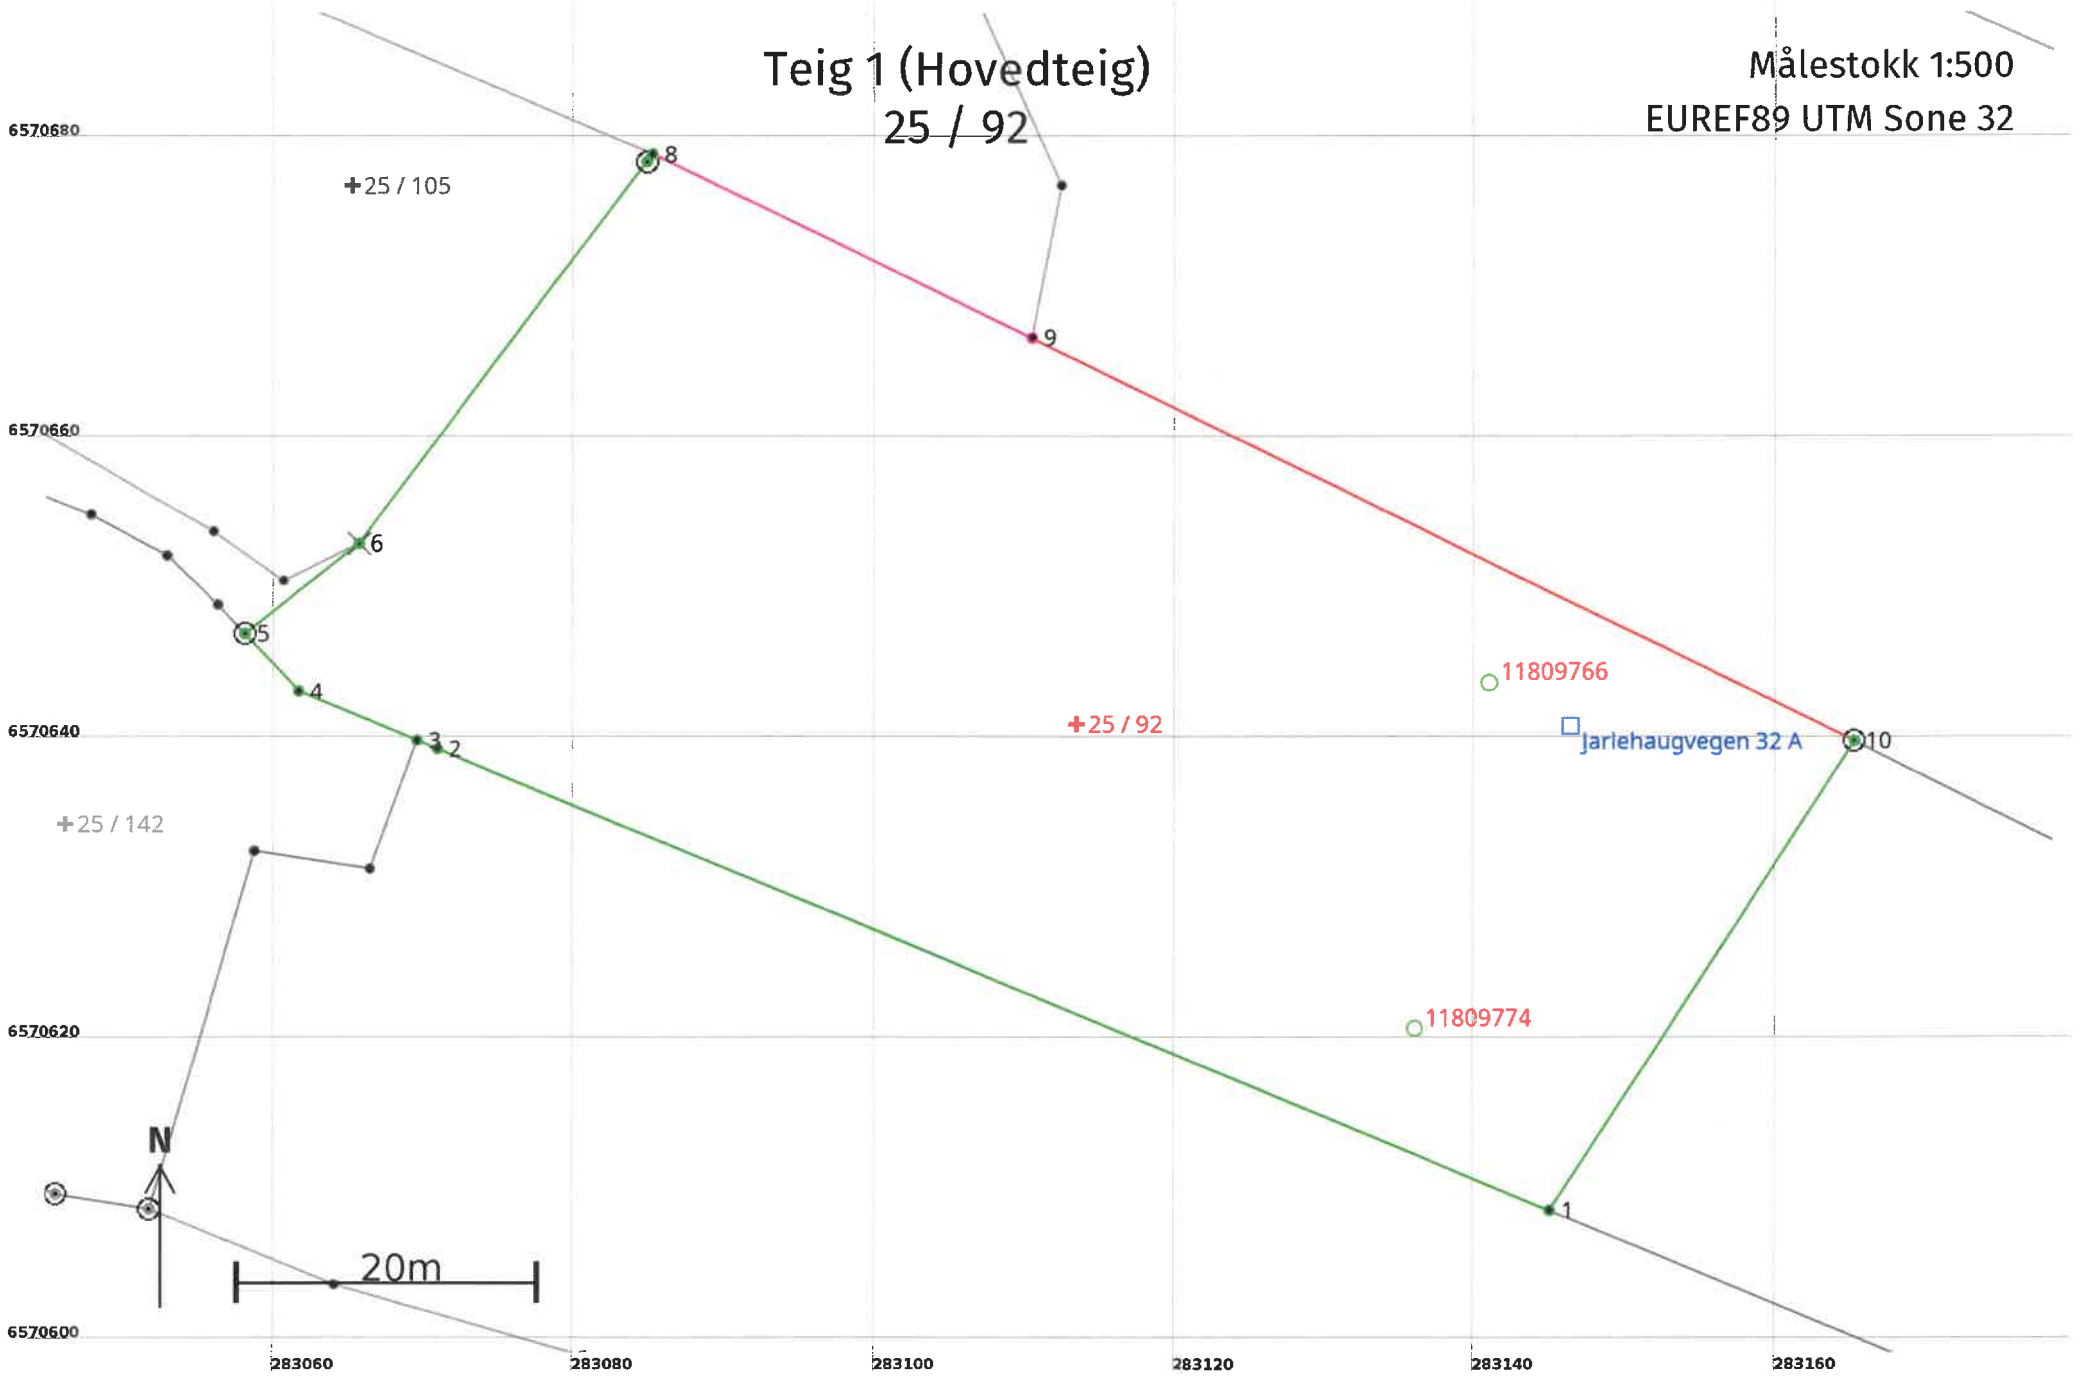 Teig 1 (Hovedteig)
25 / 92
Målestokk 1:500
EUREF89 UTM Sone 32
6570680
8
25 / 105
9
6570660
6
5
4
11809766
25 / 92
6570640
3
2
Jarlehaugvegen 32 A
10
25 / 142
11809774
6570620
N
1
20m
6570600
283060
283080
283100
283120
283140
283160